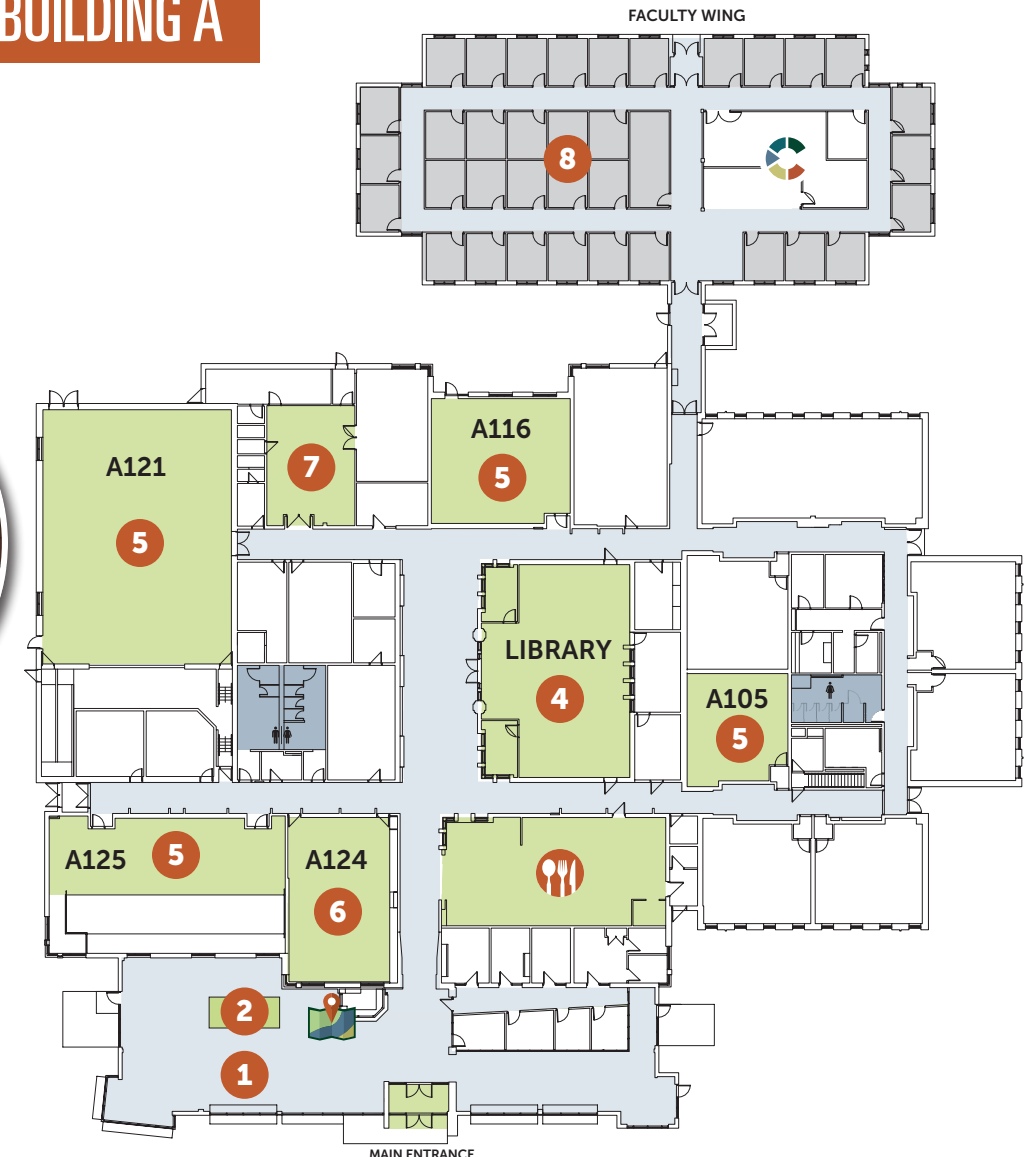 BUILDING A
FACULTY WING
8
A121
5
7
A116
5
LIBRARY
4
A105
5
A125
5
A124
6
2
1
MAIN ENTRANCE